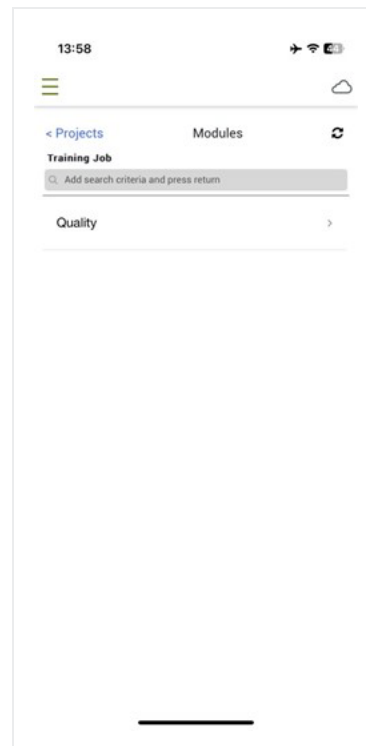 13:58
< Projects Modules
Training Job
Add search criteria and press return
Quality